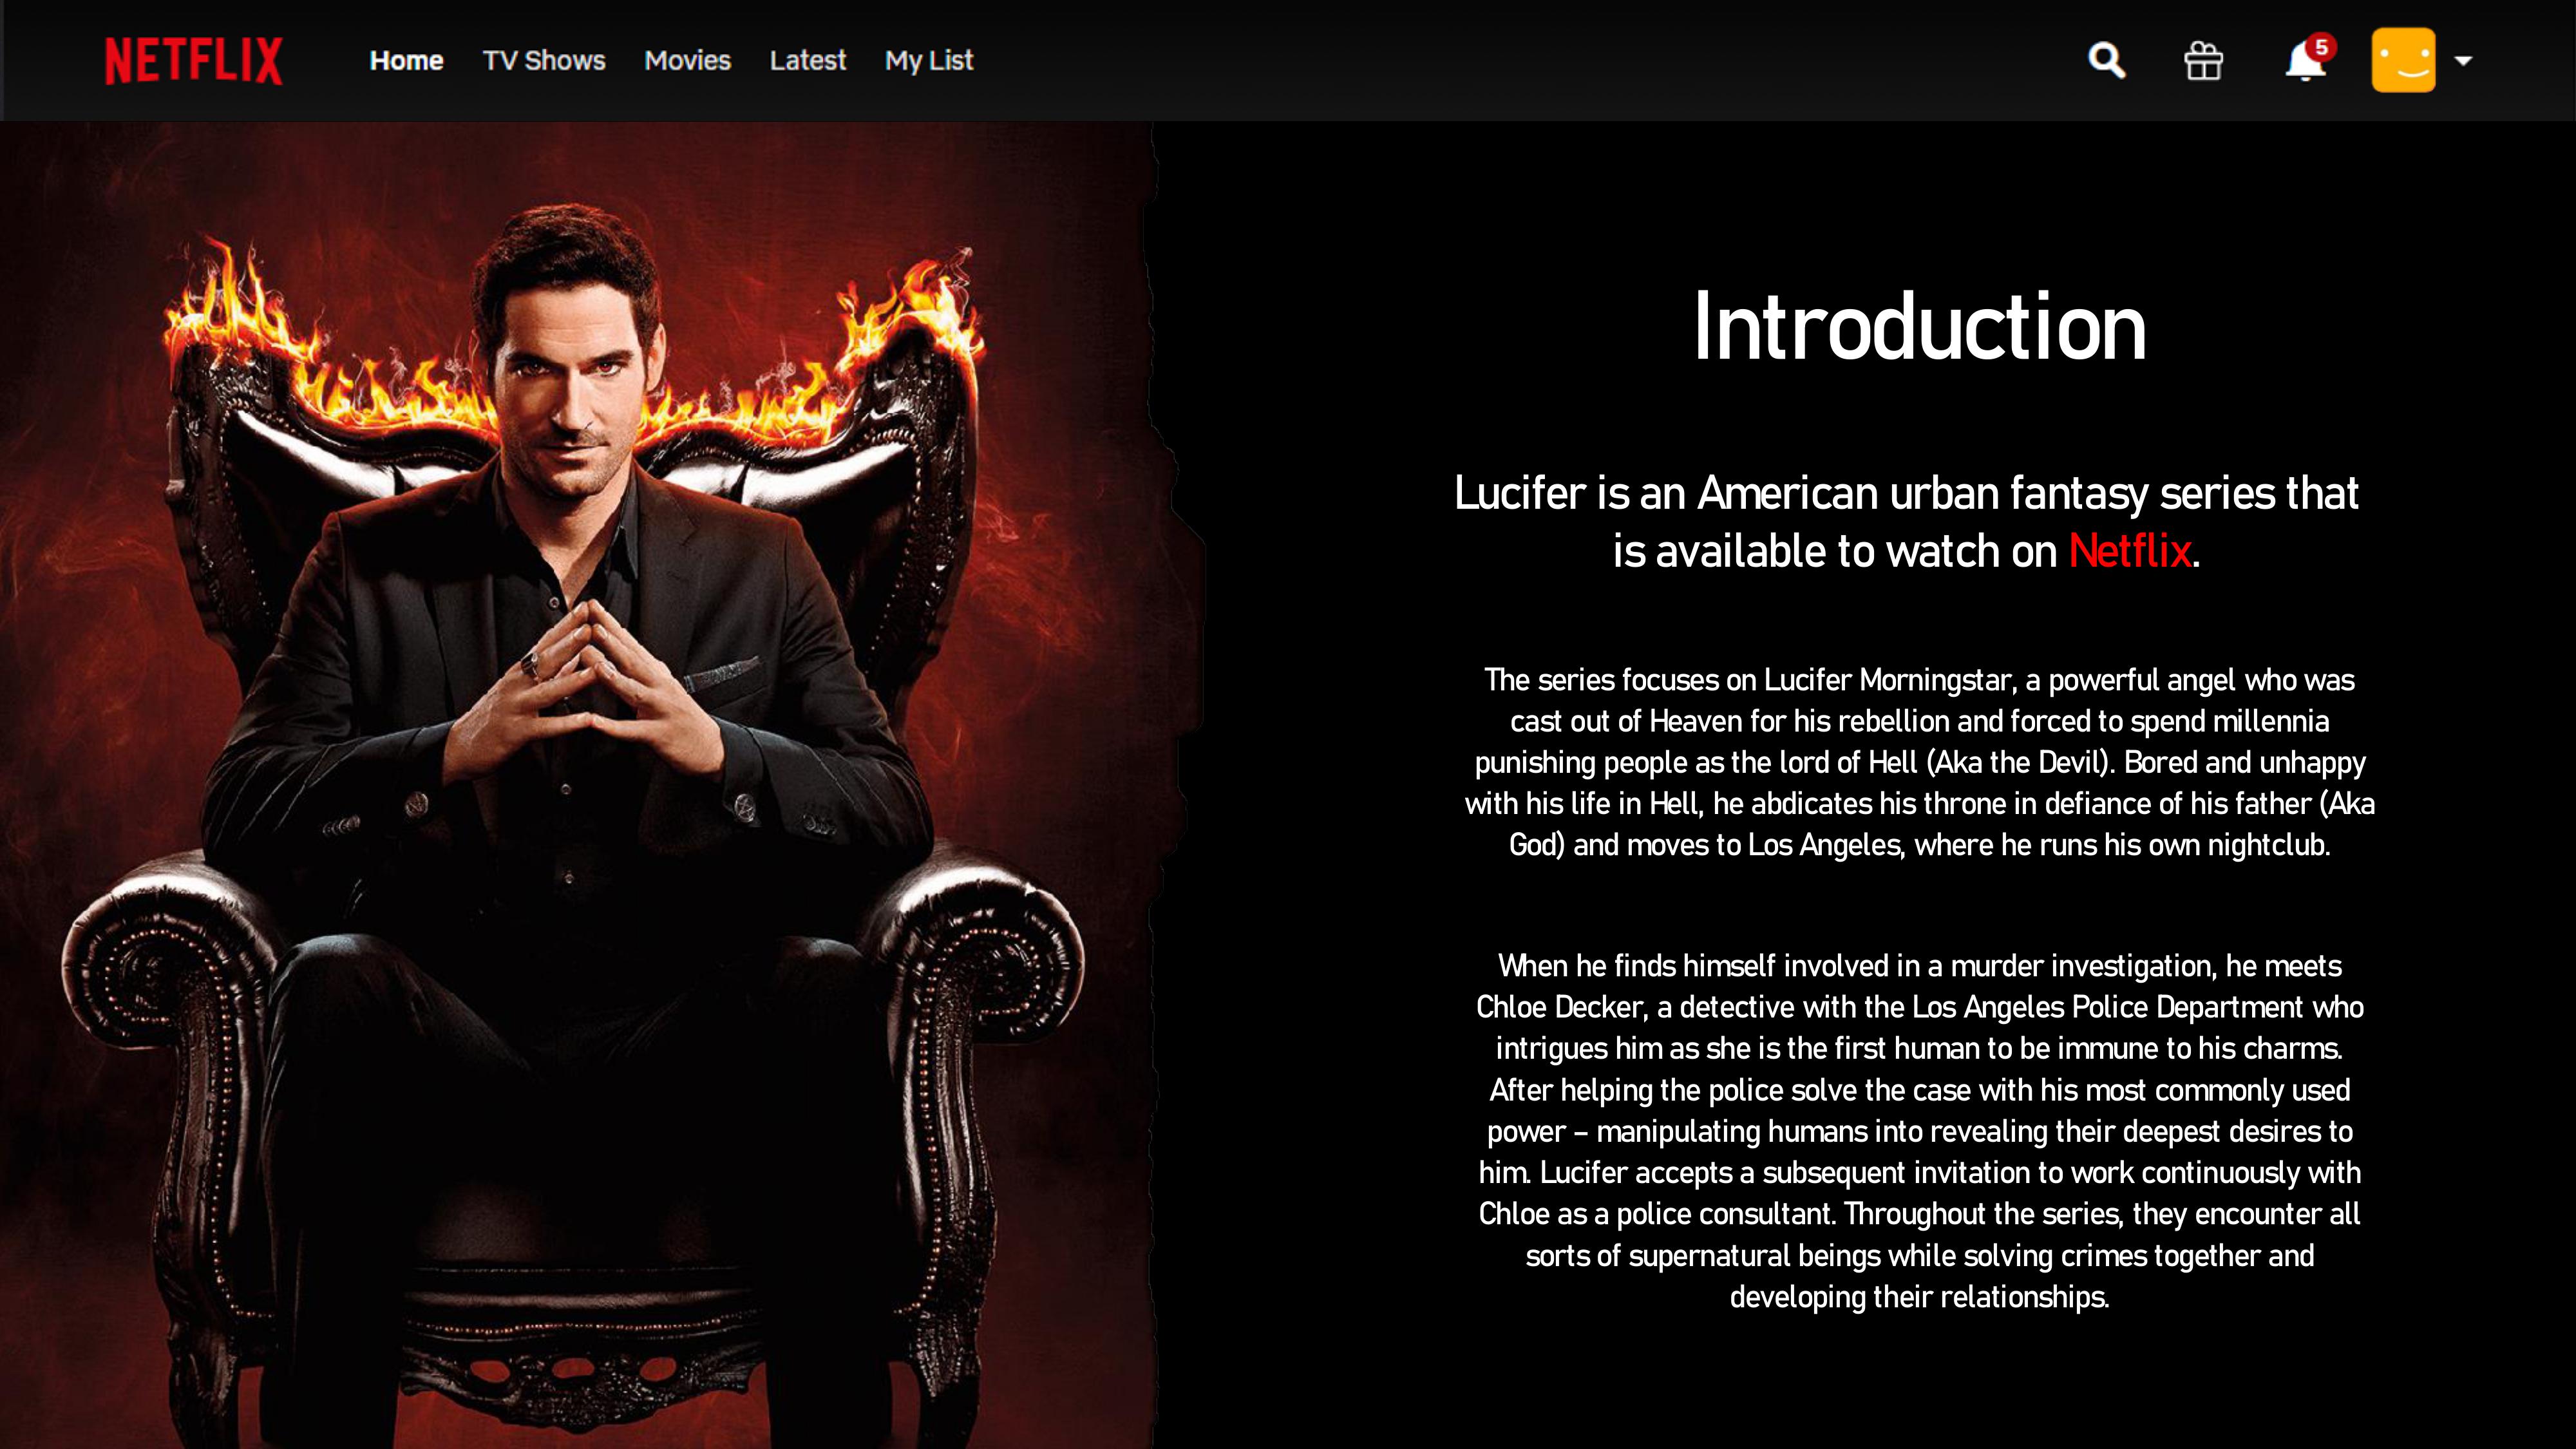 NETFLIX
Home TV Shows Movies Latest My List
5
Introduction
Lucifer is an American urban fantasy series that
is available to watch on Netflix.
The series focuses on Lucifer Morningstar, a powerful angel who was
cast out of Heaven for his rebellion and forced to spend millennia
punishing people as the lord of Hell (Aka the Devil). Bored and unhappy
with his life in Hell, he abdicates his throne in defiance of his father (Aka
God) and moves to Los Angeles, where he runs his own nightclub.
When he finds himself involved in a murder investigation, he meets
Chloe Decker, a detective with the Los Angeles Police Department who
intrigues him as she is the first human to be immune to his charms.
After helping the police solve the case with his most commonly used
power – manipulating humans into revealing their deepest desires to
him. Lucifer accepts a subsequent invitation to work continuously with
Chloe as a police consultant. Throughout the series, they encounter all
sorts of supernatural beings while solving crimes together and
developing their relationships.